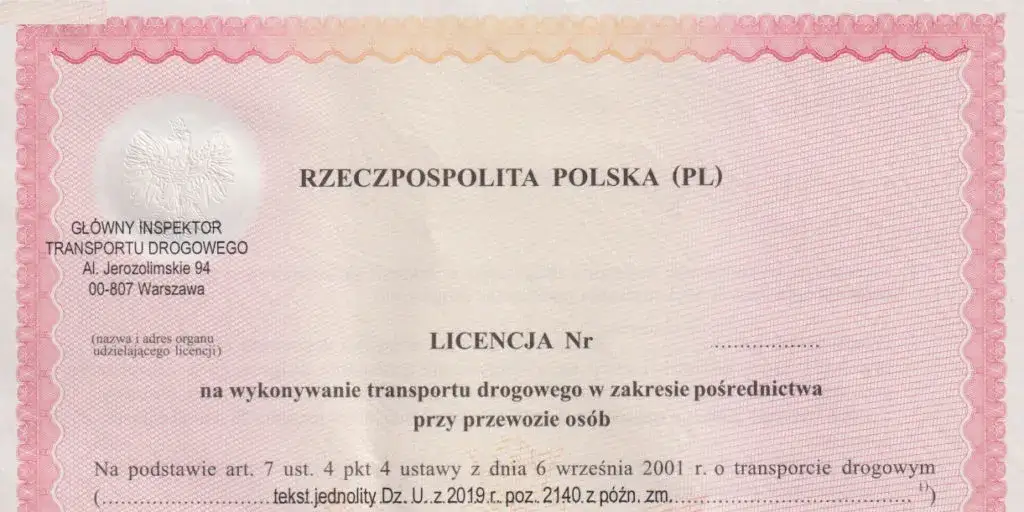 RZECZPOSPOLITA POLSKA (PL)
GŁÓWNY INSPEKTOR
TRANSPORTU DROGOWEGO
Al. Jerozolimskie 94
00-807 Warszawa
(nazwa i adres organu
udzielającego licencji)
LICENCJA Nr ..................
na wykonywanie transportu drogowego w zakresie pośrednictwa
przy przewozie osób
Na podstawie art. 7 ust. 4 pkt 4 ustawy z dnia 6 września 2001 r. o transporcie drogowym
(............................tekst jednolity Dz. U. z 2019 r. poz. 2140 z późn. zm......................................... 1))